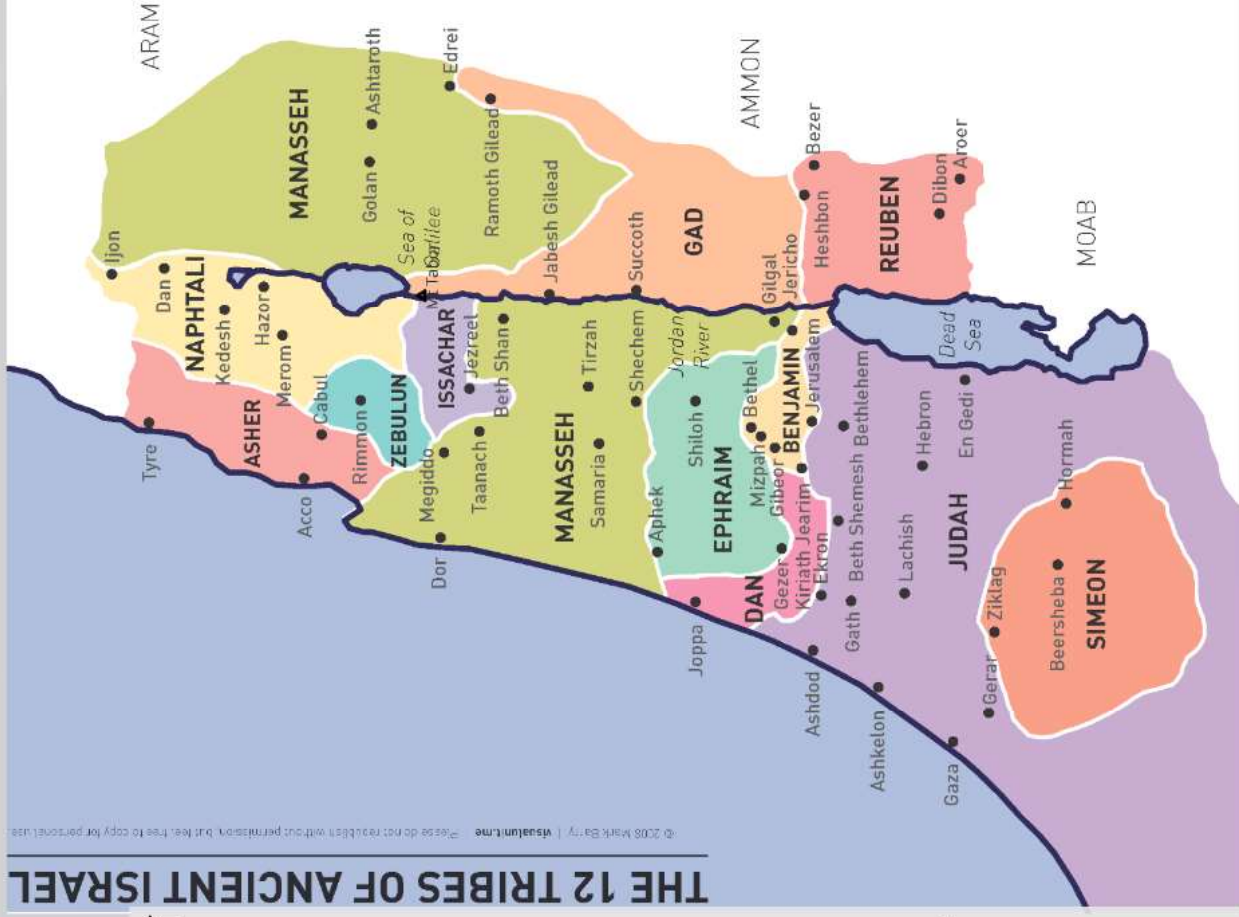 THE 12 TRIBES OF ANCIENT ISRAEL
© 2008 Mark Barry | visualunit.me | Please do not republish without permission, but feel free to copy for personal use
ARAM
Ijon
Dan
NAPHTALI
Kedesh
Hazor
Merom
Tyre
ASHER
Cabul
Acco
Rimmon
ZEBULUN
MANASSEH
Golan
Ashtaroth
Sea of
Galilee
Mt Tabor
Edrei
Ramoth Gilead
ISSACHAR
Jezreel
Beth Shan
Megiddo
Taanach
Dor
Jabesh Gilead
MANASSEH
Tirzah
Samaria
Shechem
Succoth
Jordan
River
GAD
AMMON
Aphek
Shiloh
EPHRAIM
Bethel
Mizpah
Gibeon
Gilgal
Jericho
BENJAMIN
Jerusalem
Joppa
DAN
Gezer
Kiriath Jearim
Ekron
Heshbon
Bezer
REUBEN
Dibon
Aroer
Ashdod
Gath
Beth Shemesh
Bethlehem
Ashkelon
Lachish
Hebron
Dead
Sea
Gaza
JUDAH
En Gedi
Gerar
Ziklag
Beersheba
Hormah
SIMEON
MOAB